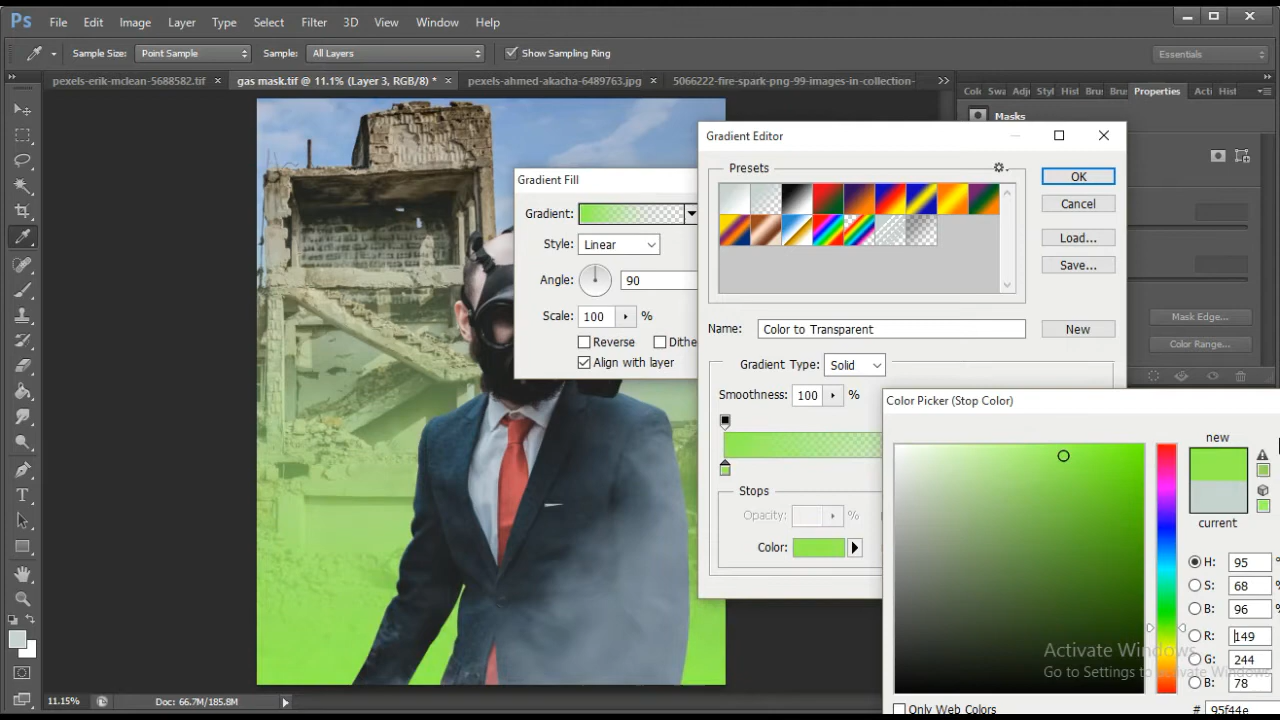 Ps File Edit Image Layer Type Select Filter 3D View Window Help
Sample Size: Point Sample Sample: All Layers Show Sampling Ring Essentials
pexels-erik-mclean-5688582.tif × gas mask.tif @ 11.1% (Layer 3, RGB/8) * × pexels-ahmed-akacha-6489763.jpg × 5066222-fire-spark-png-99-images-in-collection- Properties
Masks
Gradient Editor
Presets
OK
Cancel
Load...
Save...
Gradient Fill
Gradient:
Style: Linear
Angle: 90
Scale: 100 %
Reverse Dithe
Align with layer
Name: Color to Transparent New
Gradient Type: Solid
Smoothness: 100 %
Stops
Opacity: %
Color:
Mask Edge...
Color Range...
Color Picker (Stop Color)
new
current
H: 95 °
S: 68 %
B: 96 %
R: 149
G: 244
B: 78
Only Web Colors # 95f44e
Activate Windows
Go to Settings to activate Windows.
11.15% Doc: 66.7M/185.8M